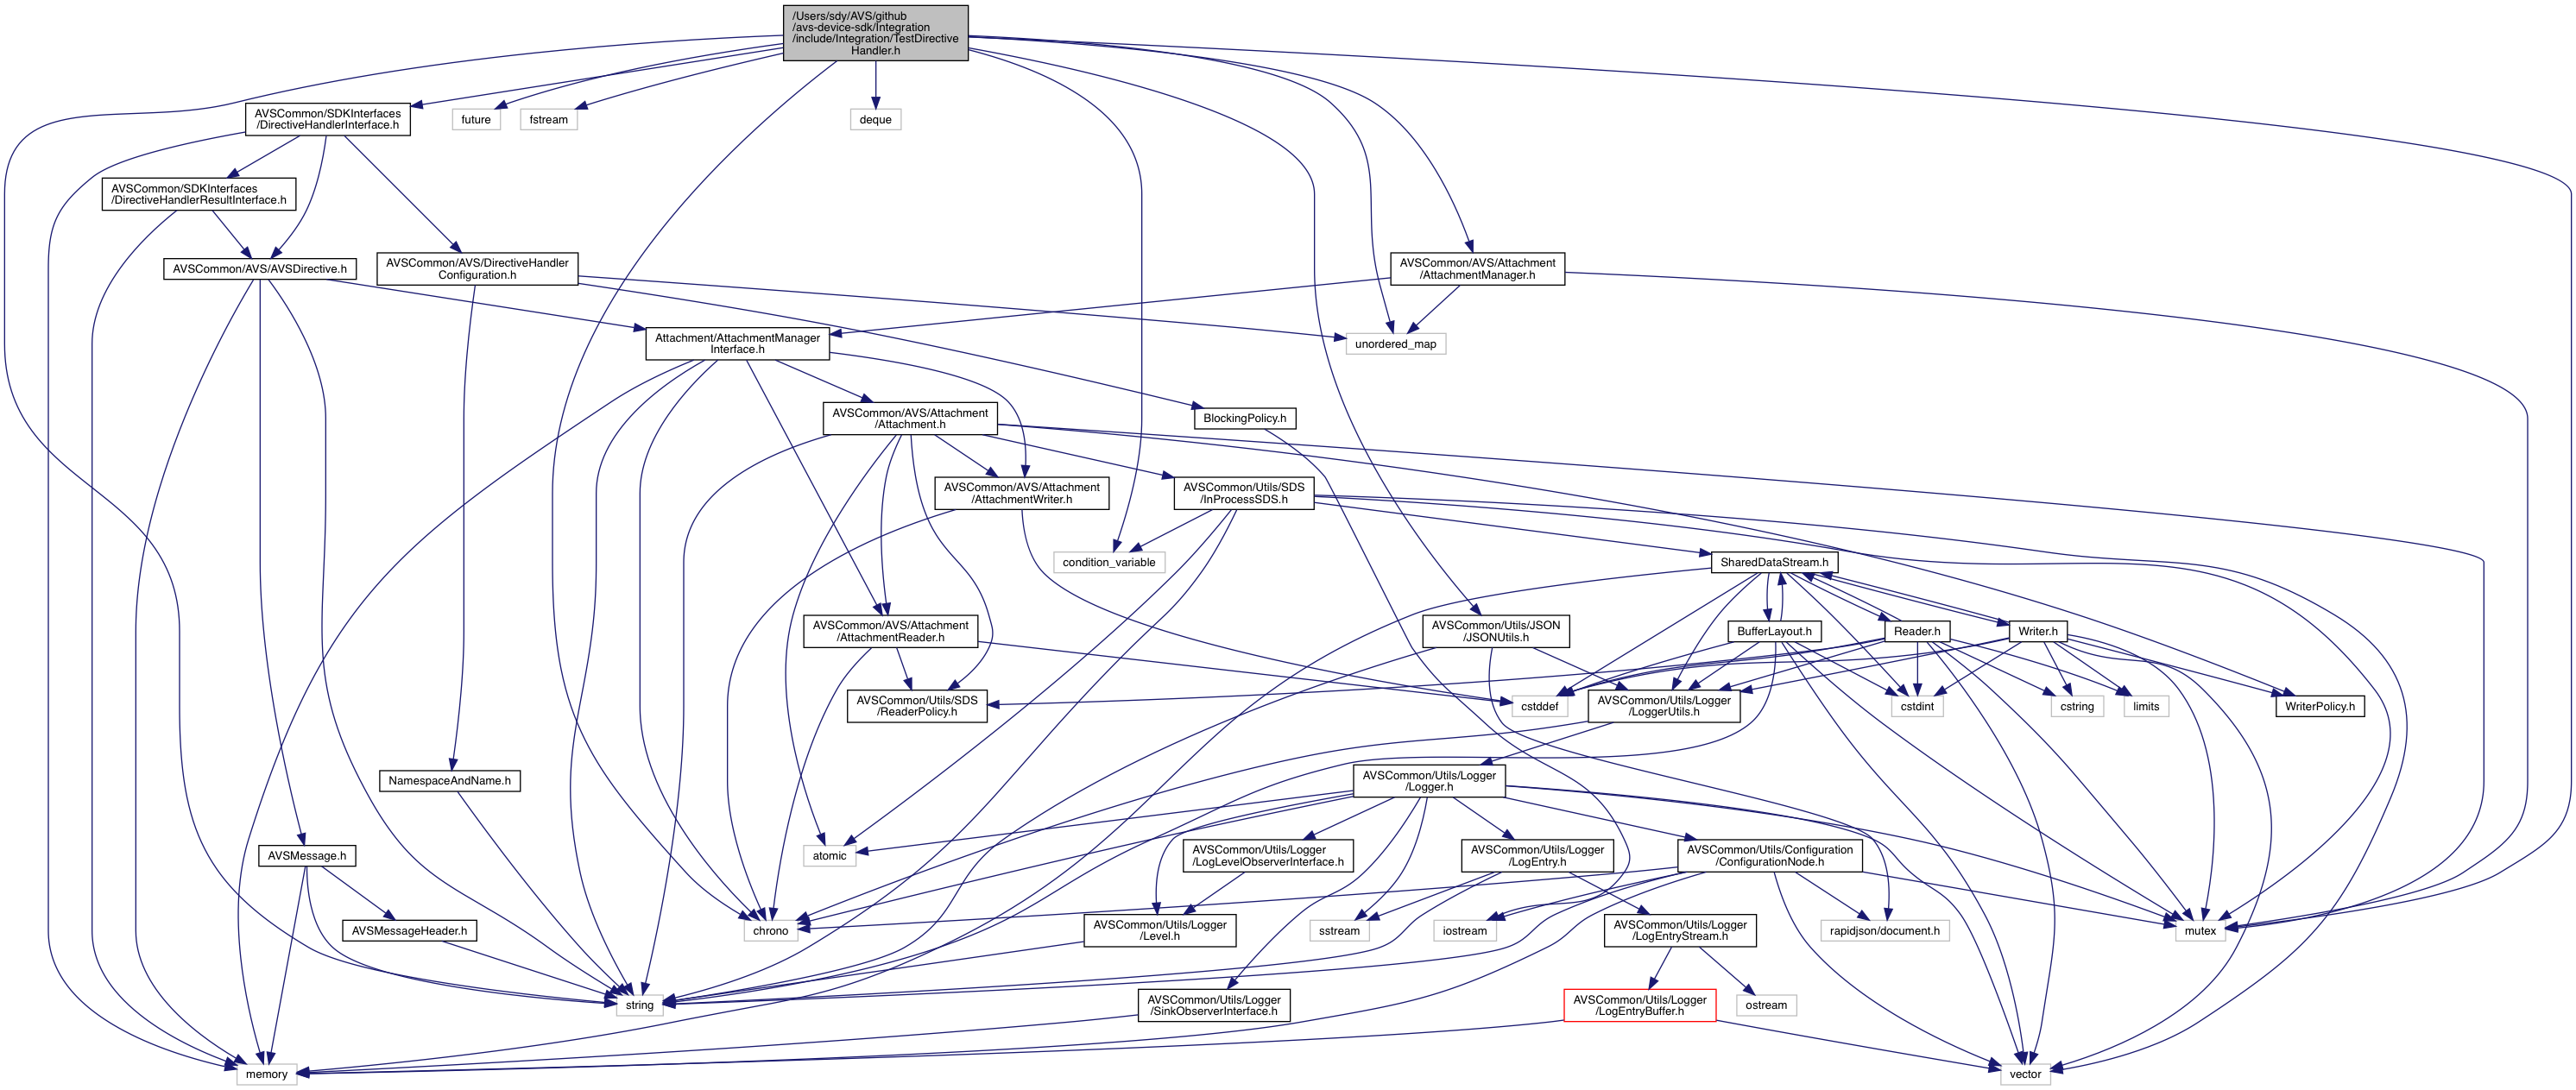 /Users/sdy/AVS/github
/avs-device-sdk/Integration
/include/Integration/TestDirective
Handler.h
AVSCommon/SDKInterfaces
/DirectiveHandlerInterface.h
future
fstream
deque
AVSCommon/SDKInterfaces
/DirectiveHandlerResultInterface.h
AVSCommon/AVS/AVSDirective.h
AVSCommon/AVS/DirectiveHandler
Configuration.h
AVSCommon/AVS/Attachment
/AttachmentManager.h
Attachment/AttachmentManager
Interface.h
unordered_map
AVSCommon/AVS/Attachment
/Attachment.h
BlockingPolicy.h
AVSCommon/AVS/Attachment
/AttachmentWriter.h
AVSCommon/Utils/SDS
/InProcessSDS.h
condition_variable
SharedDataStream.h
AVSCommon/AVS/Attachment
/AttachmentReader.h
AVSCommon/Utils/JSON
/JSONUtils.h
BufferLayout.h
Reader.h
Writer.h
AVSCommon/Utils/SDS
/ReaderPolicy.h
cstddef
AVSCommon/Utils/Logger
/LoggerUtils.h
cstdint
cstring
limits
WriterPolicy.h
NamespaceAndName.h
AVSCommon/Utils/Logger
/Logger.h
AVSMessage.h
atomic
AVSCommon/Utils/Logger
/LogLevelObserverInterface.h
AVSCommon/Utils/Logger
/LogEntry.h
AVSCommon/Utils/Configuration
/ConfigurationNode.h
AVSMessageHeader.h
chrono
AVSCommon/Utils/Logger
/Level.h
sstream
iostream
AVSCommon/Utils/Logger
/LogEntryStream.h
rapidjson/document.h
mutex
string
AVSCommon/Utils/Logger
/SinkObserverInterface.h
AVSCommon/Utils/Logger
/LogEntryBuffer.h
ostream
memory
vector